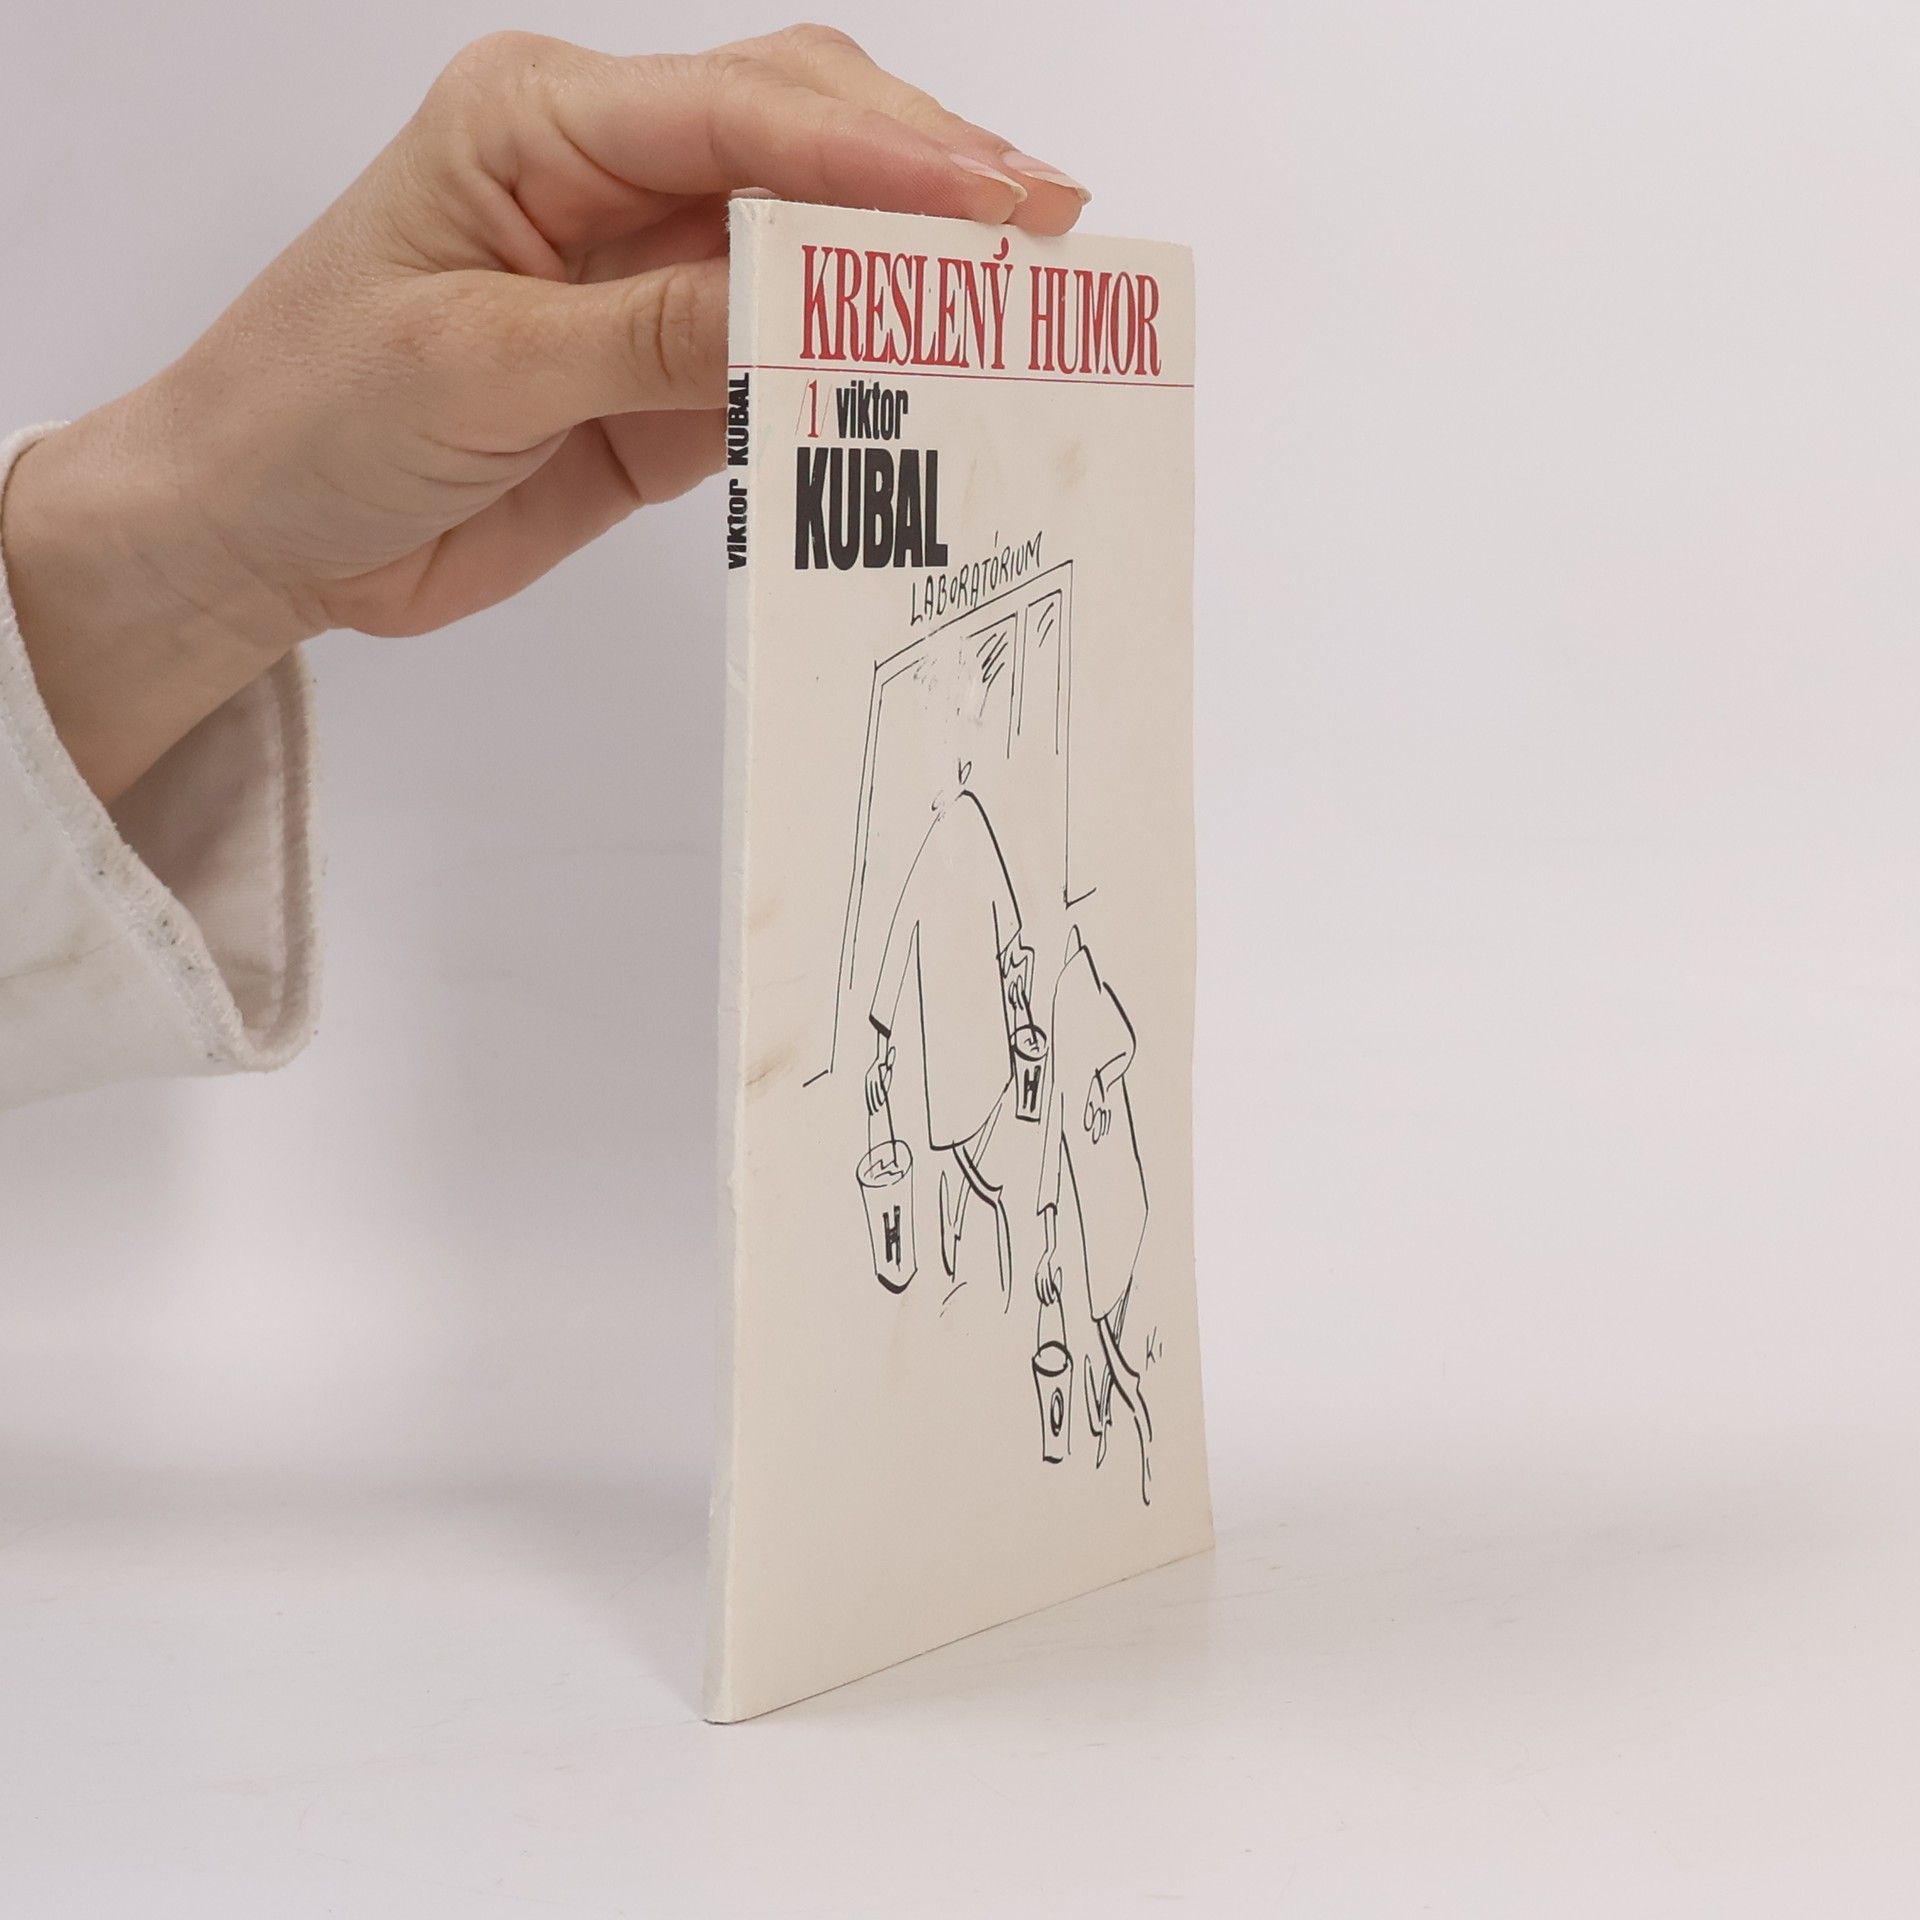 KRESLENÝ HUMOR
/1/ viktor
KUBAL
viktor KUBAL
LABORATÓRIUM
H
H
O
K.